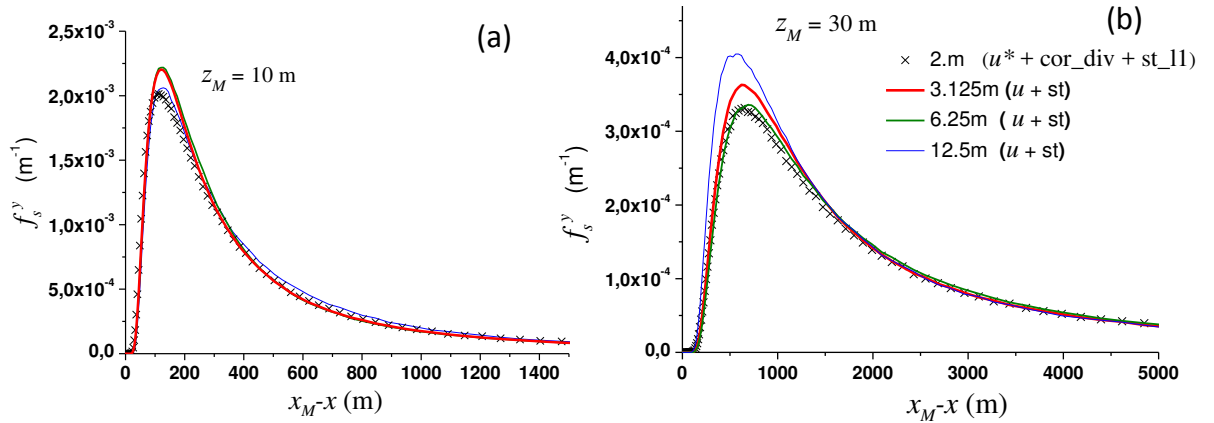 (a)
z_M = 10 m
2,5x10⁻³
2,0x10⁻³
1,5x10⁻³
1,0x10⁻³
5,0x10⁻⁴
0,0
f_s^y (m⁻¹)
0 200 400 600 800 1000 1200 1400
x_M-x (m)
(b)
z_M = 30 m
4,0x10⁻⁴
3,0x10⁻⁴
2,0x10⁻⁴
1,0x10⁻⁴
0,0
f_s^y (m⁻¹)
0 1000 2000 3000 4000 5000
x_M-x (m)
× 2.m (u* + cor_div + st_l1)
3.125m (u + st)
6.25m ( u + st)
12.5m (u + st)